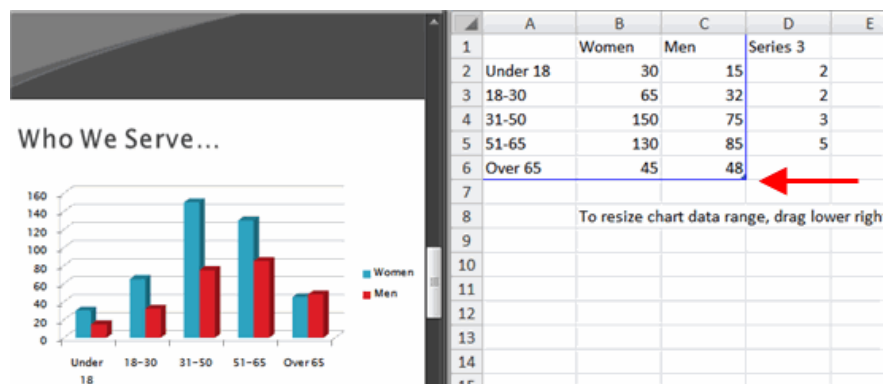 Who We Serve...
160
140
120
100
80
60
40
20
0
Under 18
18-30
31-50
51-65
Over 65
Women
Men
A B C D E
1 Women Men Series 3
2 Under 18 30 15 2
3 18-30 65 32 2
4 31-50 150 75 3
5 51-65 130 85 5
6 Over 65 45 48
7
8 To resize chart data range, drag lower righ
9
10
11
12
13
14